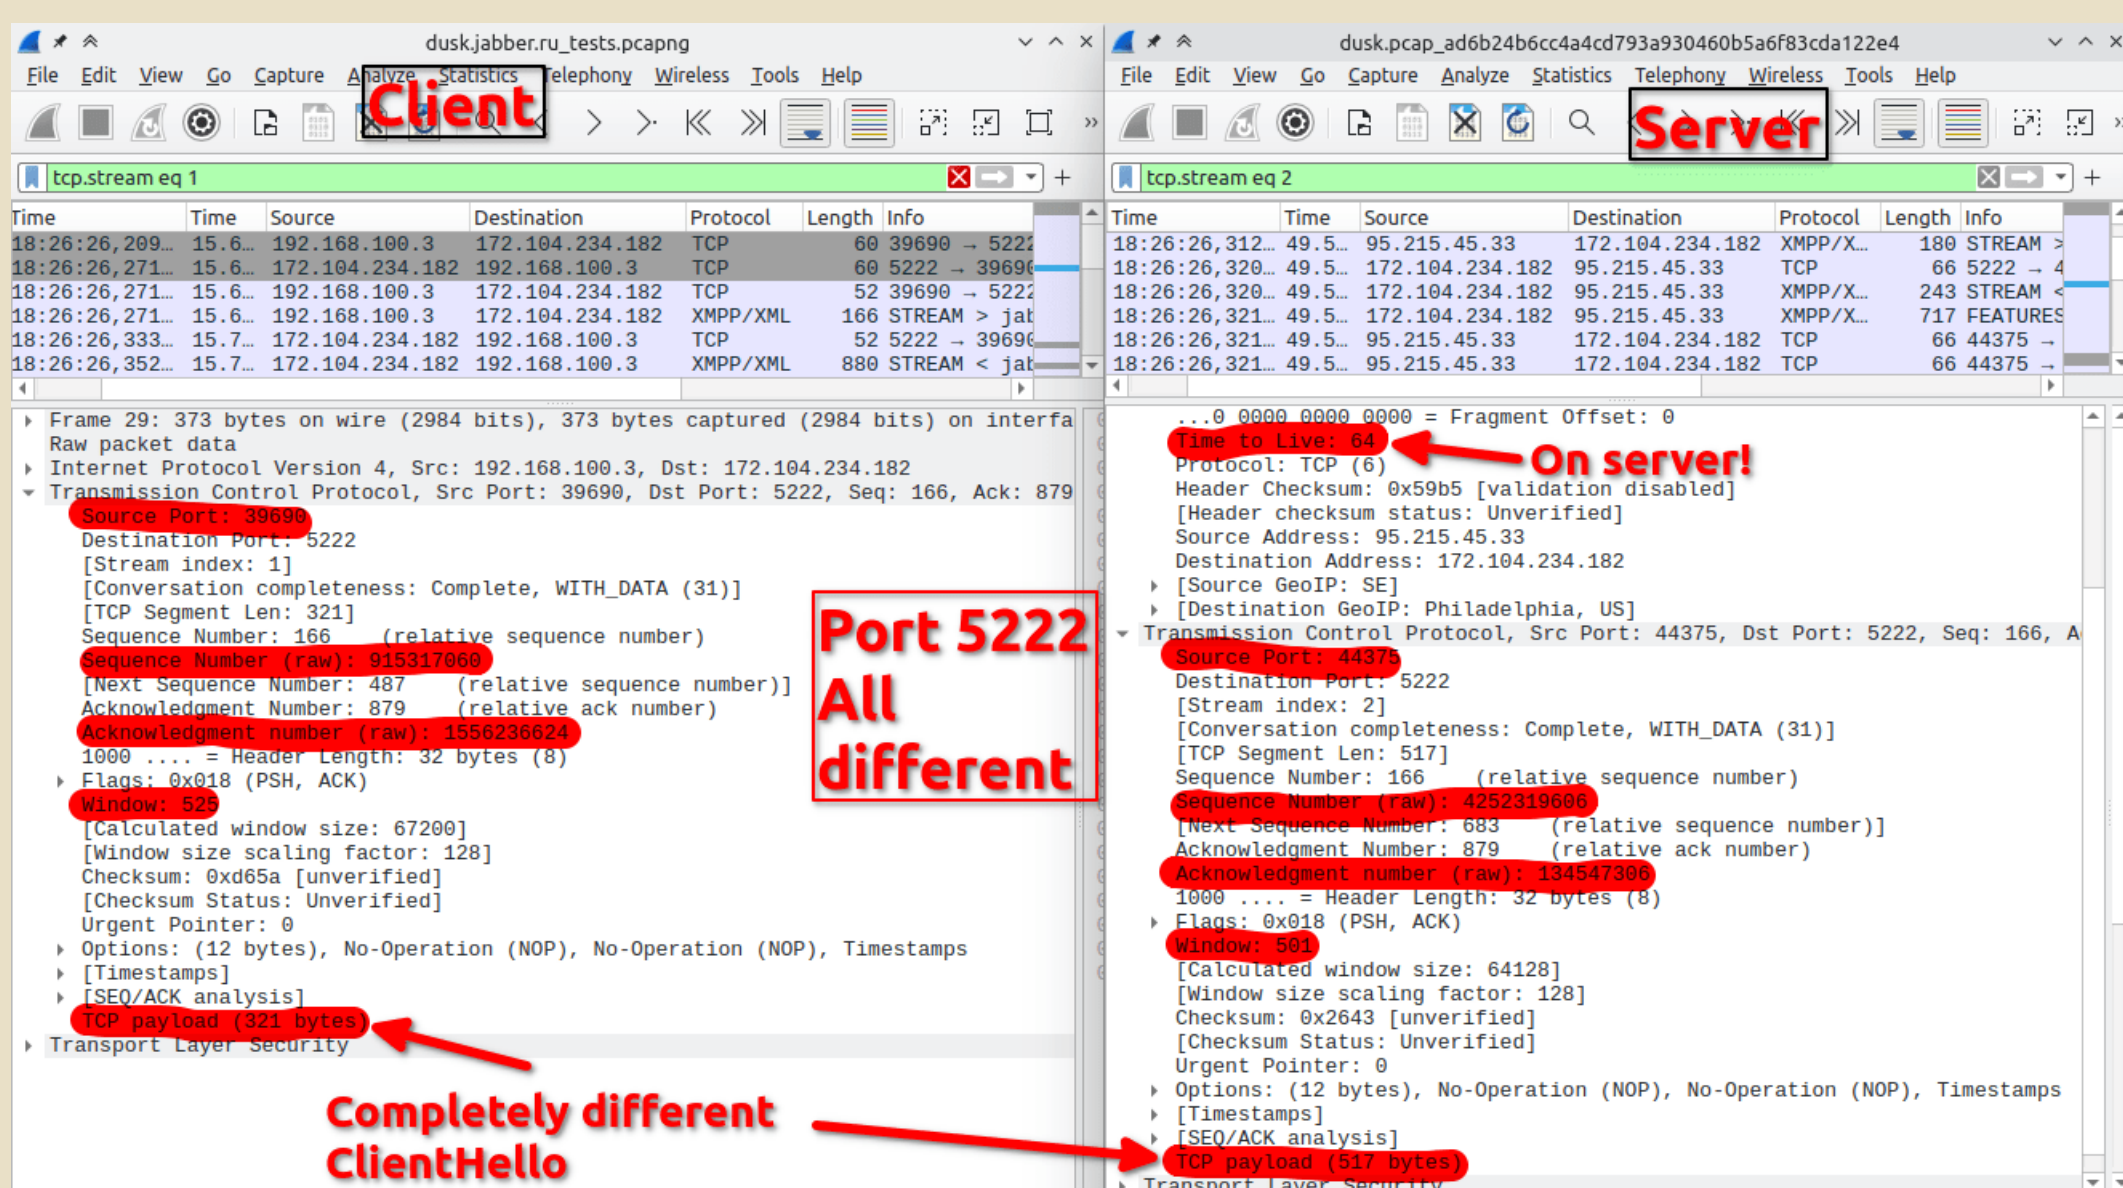 dusk.jabber.ru_tests.pcapng
File Edit View Go Capture Analyze Statistics Telephony Wireless Tools Help
Client
tcp.stream eq 1
Time Time Source Destination Protocol Length Info
18:26:26,209… 15.6… 192.168.100.3 172.104.234.182 TCP 60 39690 → 5222
18:26:26,271… 15.6… 172.104.234.182 192.168.100.3 TCP 60 5222 → 39690
18:26:26,271… 15.6… 192.168.100.3 172.104.234.182 TCP 52 39690 → 5222
18:26:26,271… 15.6… 192.168.100.3 172.104.234.182 XMPP/XML 166 STREAM > jab
18:26:26,333… 15.7… 172.104.234.182 192.168.100.3 TCP 52 5222 → 39690
18:26:26,352… 15.7… 172.104.234.182 192.168.100.3 XMPP/XML 880 STREAM < jab
Frame 29: 373 bytes on wire (2984 bits), 373 bytes captured (2984 bits) on interfa
Raw packet data
Internet Protocol Version 4, Src: 192.168.100.3, Dst: 172.104.234.182
Transmission Control Protocol, Src Port: 39690, Dst Port: 5222, Seq: 166, Ack: 879
Source Port: 39690
Destination Port: 5222
[Stream index: 1]
[Conversation completeness: Complete, WITH_DATA (31)]
[TCP Segment Len: 321]
Sequence Number: 166 (relative sequence number)
Sequence Number (raw): 915317060
[Next Sequence Number: 487 (relative sequence number)]
Acknowledgment Number: 879 (relative ack number)
Acknowledgment number (raw): 1556236624
1000 .... = Header Length: 32 bytes (8)
Flags: 0x018 (PSH, ACK)
Window: 525
[Calculated window size: 67200]
[Window size scaling factor: 128]
Checksum: 0xd65a [unverified]
[Checksum Status: Unverified]
Urgent Pointer: 0
Options: (12 bytes), No-Operation (NOP), No-Operation (NOP), Timestamps
[Timestamps]
[SEQ/ACK analysis]
TCP payload (321 bytes)
Transport Layer Security
Port 5222
All
different
Completely different
ClientHello
dusk.pcap_ad6b24b6cc4a4cd793a930460b5a6f83cda122e4
File Edit View Go Capture Analyze Statistics Telephony Wireless Tools Help
Server
tcp.stream eq 2
Time Time Source Destination Protocol Length Info
18:26:26,312… 49.5… 95.215.45.33 172.104.234.182 XMPP/X… 180 STREAM >
18:26:26,320… 49.5… 172.104.234.182 95.215.45.33 TCP 66 5222 → 4
18:26:26,320… 49.5… 172.104.234.182 95.215.45.33 XMPP/X… 243 STREAM <
18:26:26,321… 49.5… 172.104.234.182 95.215.45.33 XMPP/X… 717 FEATURES
18:26:26,321… 49.5… 95.215.45.33 172.104.234.182 TCP 66 44375 →
18:26:26,321… 49.5… 95.215.45.33 172.104.234.182 TCP 66 44375 →
...0 0000 0000 0000 = Fragment Offset: 0
Time to Live: 64
On server!
Protocol: TCP (6)
Header Checksum: 0x59b5 [validation disabled]
[Header checksum status: Unverified]
Source Address: 95.215.45.33
Destination Address: 172.104.234.182
[Source GeoIP: SE]
[Destination GeoIP: Philadelphia, US]
Transmission Control Protocol, Src Port: 44375, Dst Port: 5222, Seq: 166, A
Source Port: 44375
Destination Port: 5222
[Stream index: 2]
[Conversation completeness: Complete, WITH_DATA (31)]
[TCP Segment Len: 517]
Sequence Number: 166 (relative sequence number)
Sequence Number (raw): 4252319606
[Next Sequence Number: 683 (relative sequence number)]
Acknowledgment Number: 879 (relative ack number)
Acknowledgment number (raw): 134547306
1000 .... = Header Length: 32 bytes (8)
Flags: 0x018 (PSH, ACK)
Window: 501
[Calculated window size: 64128]
[Window size scaling factor: 128]
Checksum: 0x2643 [unverified]
[Checksum Status: Unverified]
Urgent Pointer: 0
Options: (12 bytes), No-Operation (NOP), No-Operation (NOP), Timestamps
[Timestamps]
[SEQ/ACK analysis]
TCP payload (517 bytes)
Transport Layer Security